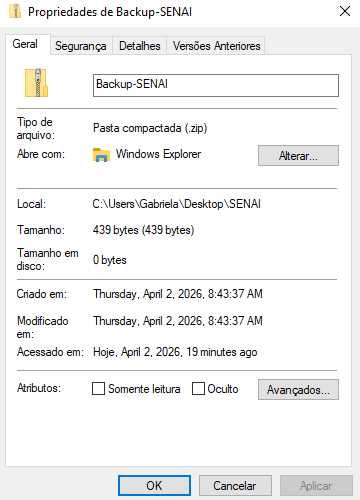 Propriedades de Backup-SENAI
Geral Segurança Detalhes Versões Anteriores
Backup-SENAI
Tipo de arquivo: Pasta compactada (.zip)
Abre com: Windows Explorer Alterar...
Local: C:\Users\Gabriela\Desktop\SENAI
Tamanho: 439 bytes (439 bytes)
Tamanho em disco: 0 bytes
Criado em: Thursday, April 2, 2026, 8:43:37 AM
Modificado em: Thursday, April 2, 2026, 8:43:37 AM
Acessado em: Hoje, April 2, 2026, 19 minutes ago
Atributos: Somente leitura Oculto Avançados...
OK Cancelar Aplicar